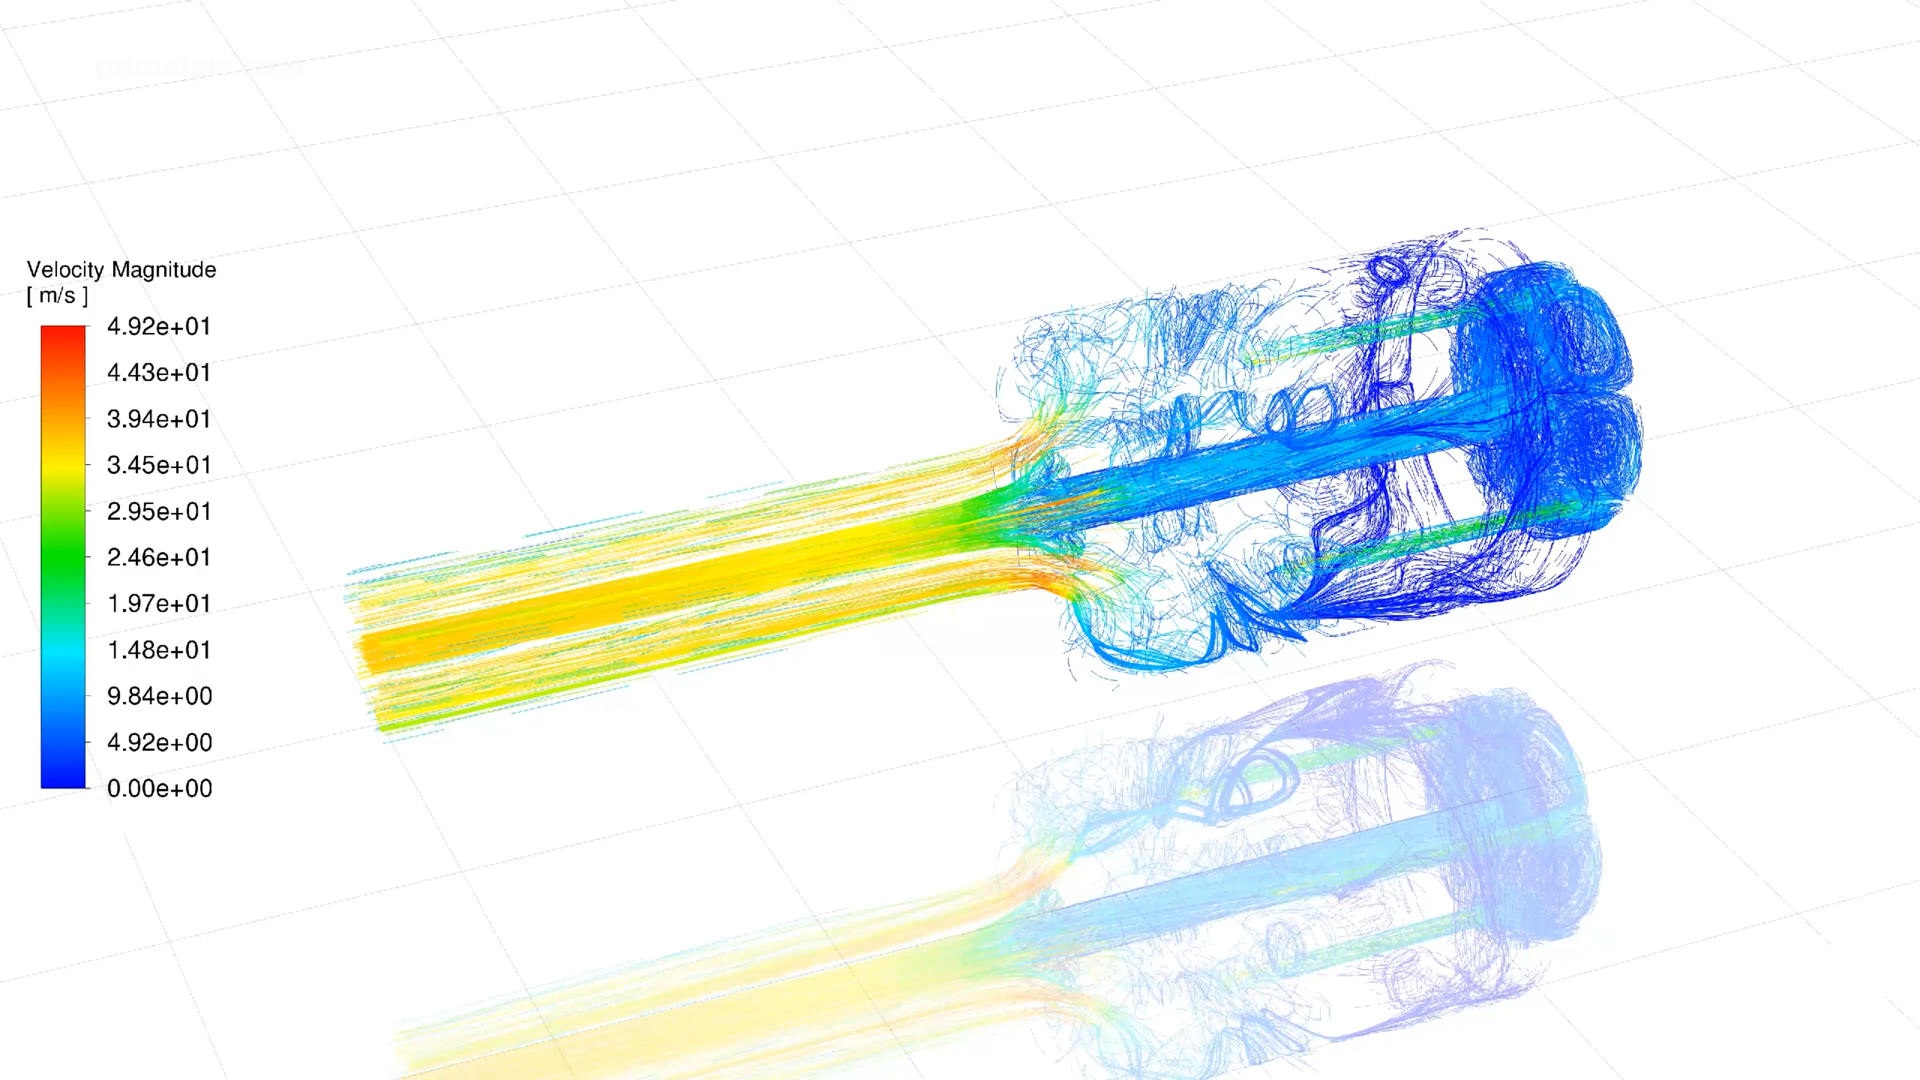 Velocity Magnitude
[ m/s ]
4.92e+01
4.43e+01
3.94e+01
3.45e+01
2.95e+01
2.46e+01
1.97e+01
1.48e+01
9.84e+00
4.92e+00
0.00e+00